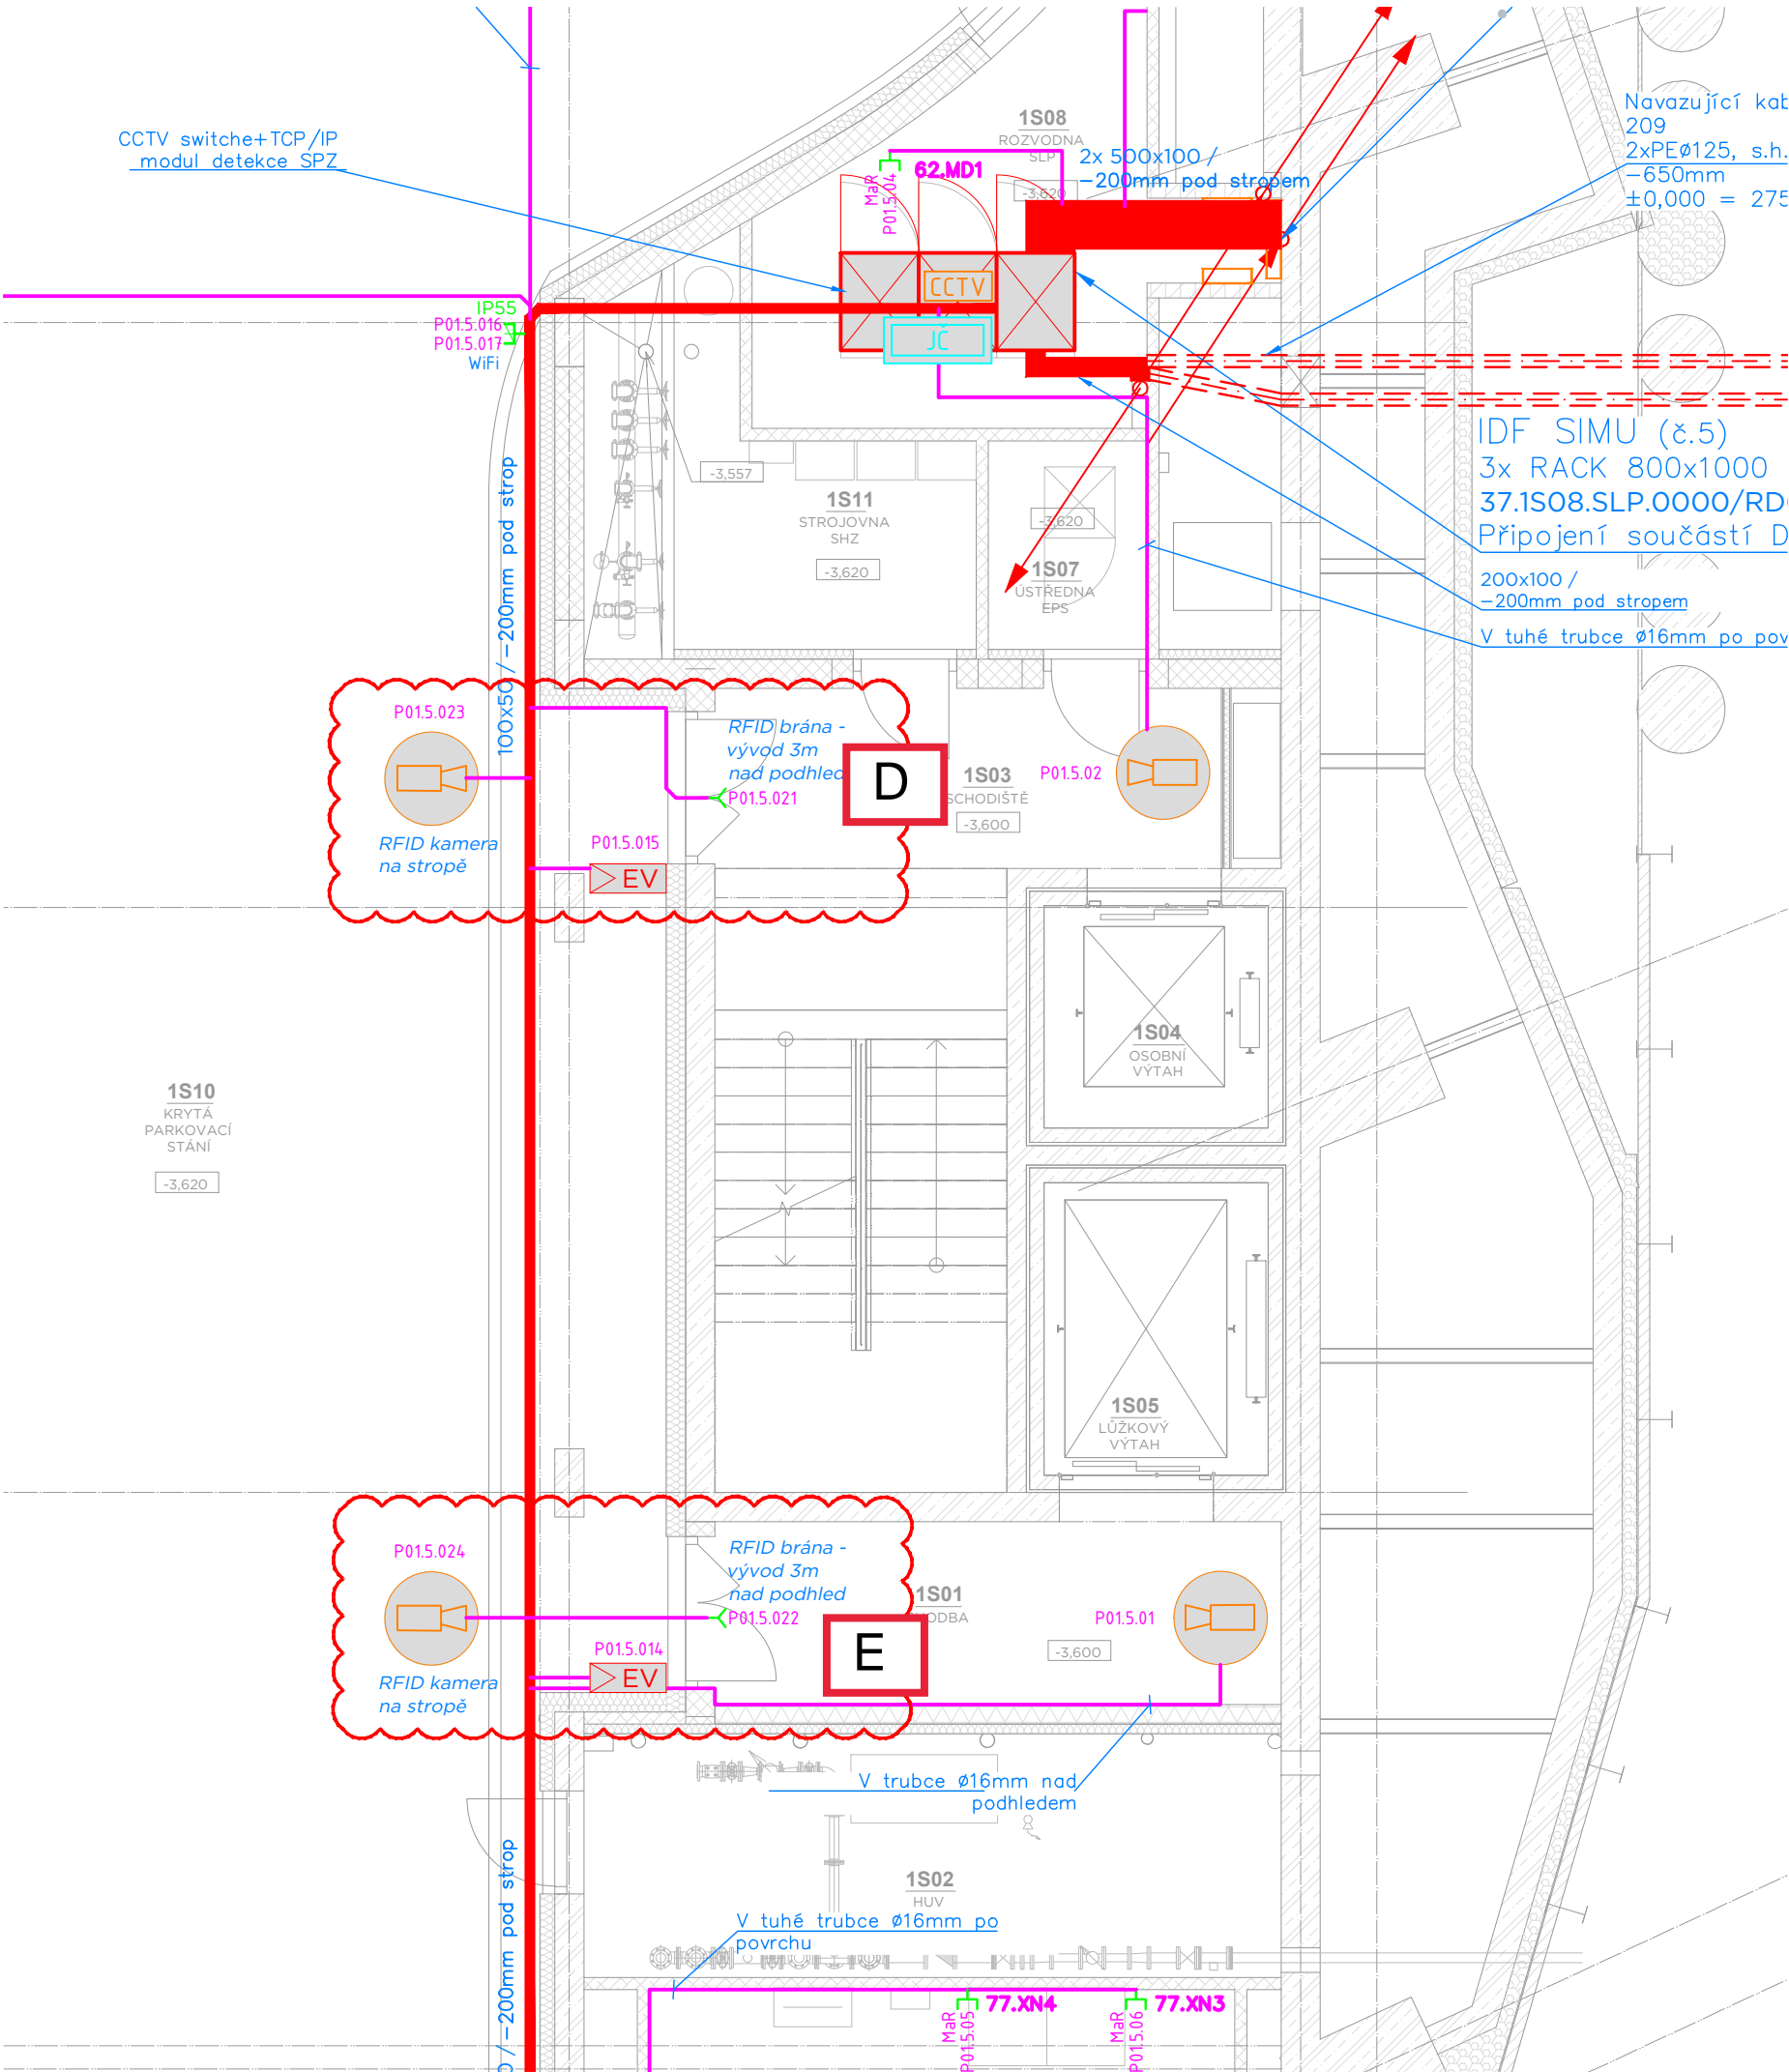 CCTV switche+TCP/IP
modul detekce SPZ
1S08
ROZVODNA
SLP
-3,620
MaR
P01.5.04
62.MD1
2x 500x100 /
-200mm pod stropem
Navazující
209
2xPEø125, s.h.
-650mm
±0,000 = 275
IP55
P01.5.016
P01.5.017
WiFi
CCTV
JČ
IDF SIMU (č.5)
3x RACK 800x1000
37.1S08.SLP.0000/RD
Připojení součástí D
200x100 /
-200mm pod stropem
V tuhé trubce ø16mm po
100x50 / -200mm pod strop
-3,557
1S11
STROJOVNA
SHZ
-3,620
-3,620
1S07
ÚSTŘEDNA
EPS
P01.5.023
RFID kamera
na stropě
RFID brána -
vývod 3m
nad podhled
P01.5.021
P01.5.015
EV
D
1S03
SCHODIŠTĚ
-3,600
P01.5.02
1S04
OSOBNÍ
VÝTAH
1S10
KRYTÁ
PARKOVACÍ
STÁNÍ
-3,620
1S05
LŮŽKOVÝ
VÝTAH
P01.5.024
RFID kamera
na stropě
RFID brána -
vývod 3m
nad podhled
P01.5.022
P01.5.014
EV
E
1S01
-3,600
P01.5.01
V trubce ø16mm nad
podhledem
1S02
HUV
V tuhé trubce ø16mm po
povrchu
0 / -200mm pod strop
MaR
P01.5.05
77.XN4
MaR
P01.5.06
77.XN3